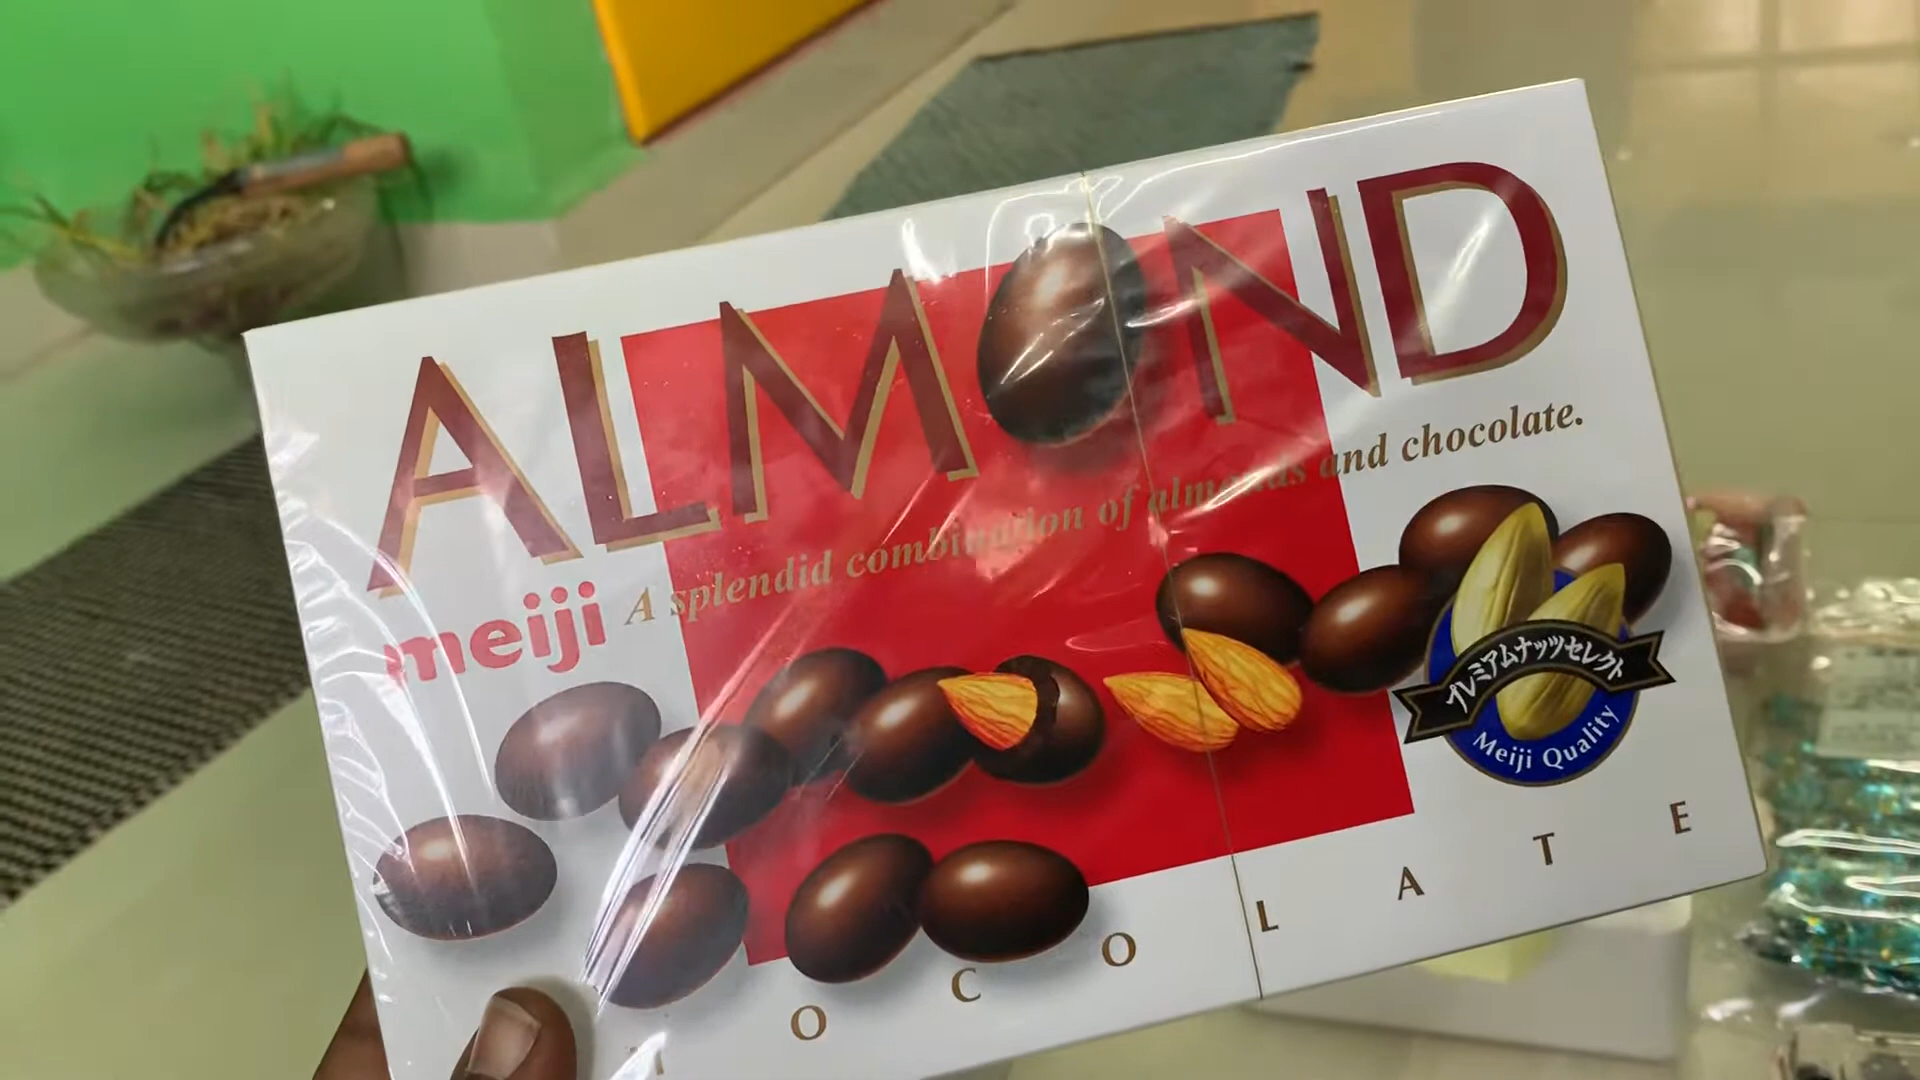 ALMOND
meiji A splendid combination of almonds and chocolate.
プレミアムナッツセレクト
Meiji Quality
OCOLATE